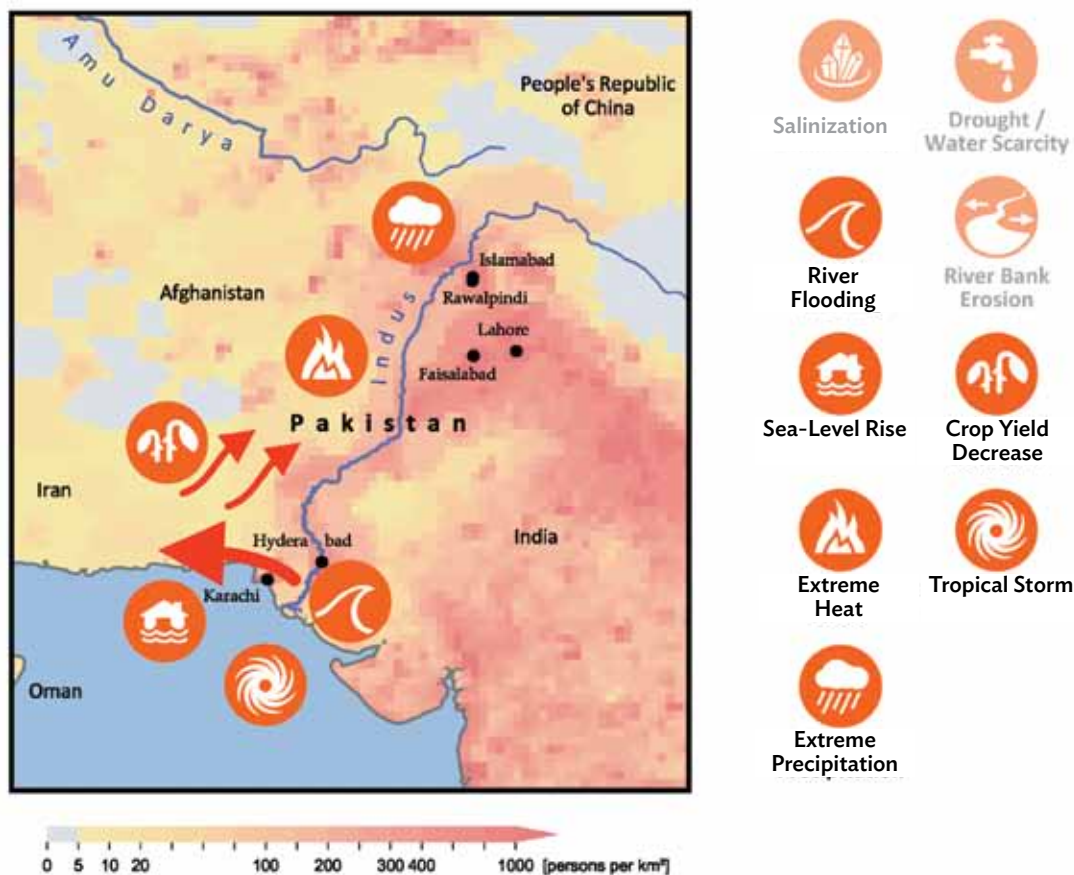 Amu Darya
People's Republic
of China
Islamabad
Rawalpindi
Afghanistan
Indus
Lahore
Faisalabad
Pakistan
Iran
Hydera bad
India
Karachi
Oman
0 5 10 20 100 200 300 400 1000 [persons per km²]
Salinization
Drought /
Water Scarcity
River
Flooding
River Bank
Erosion
Sea-Level Rise
Crop Yield
Decrease
Extreme
Heat
Tropical Storm
Extreme
Precipitation